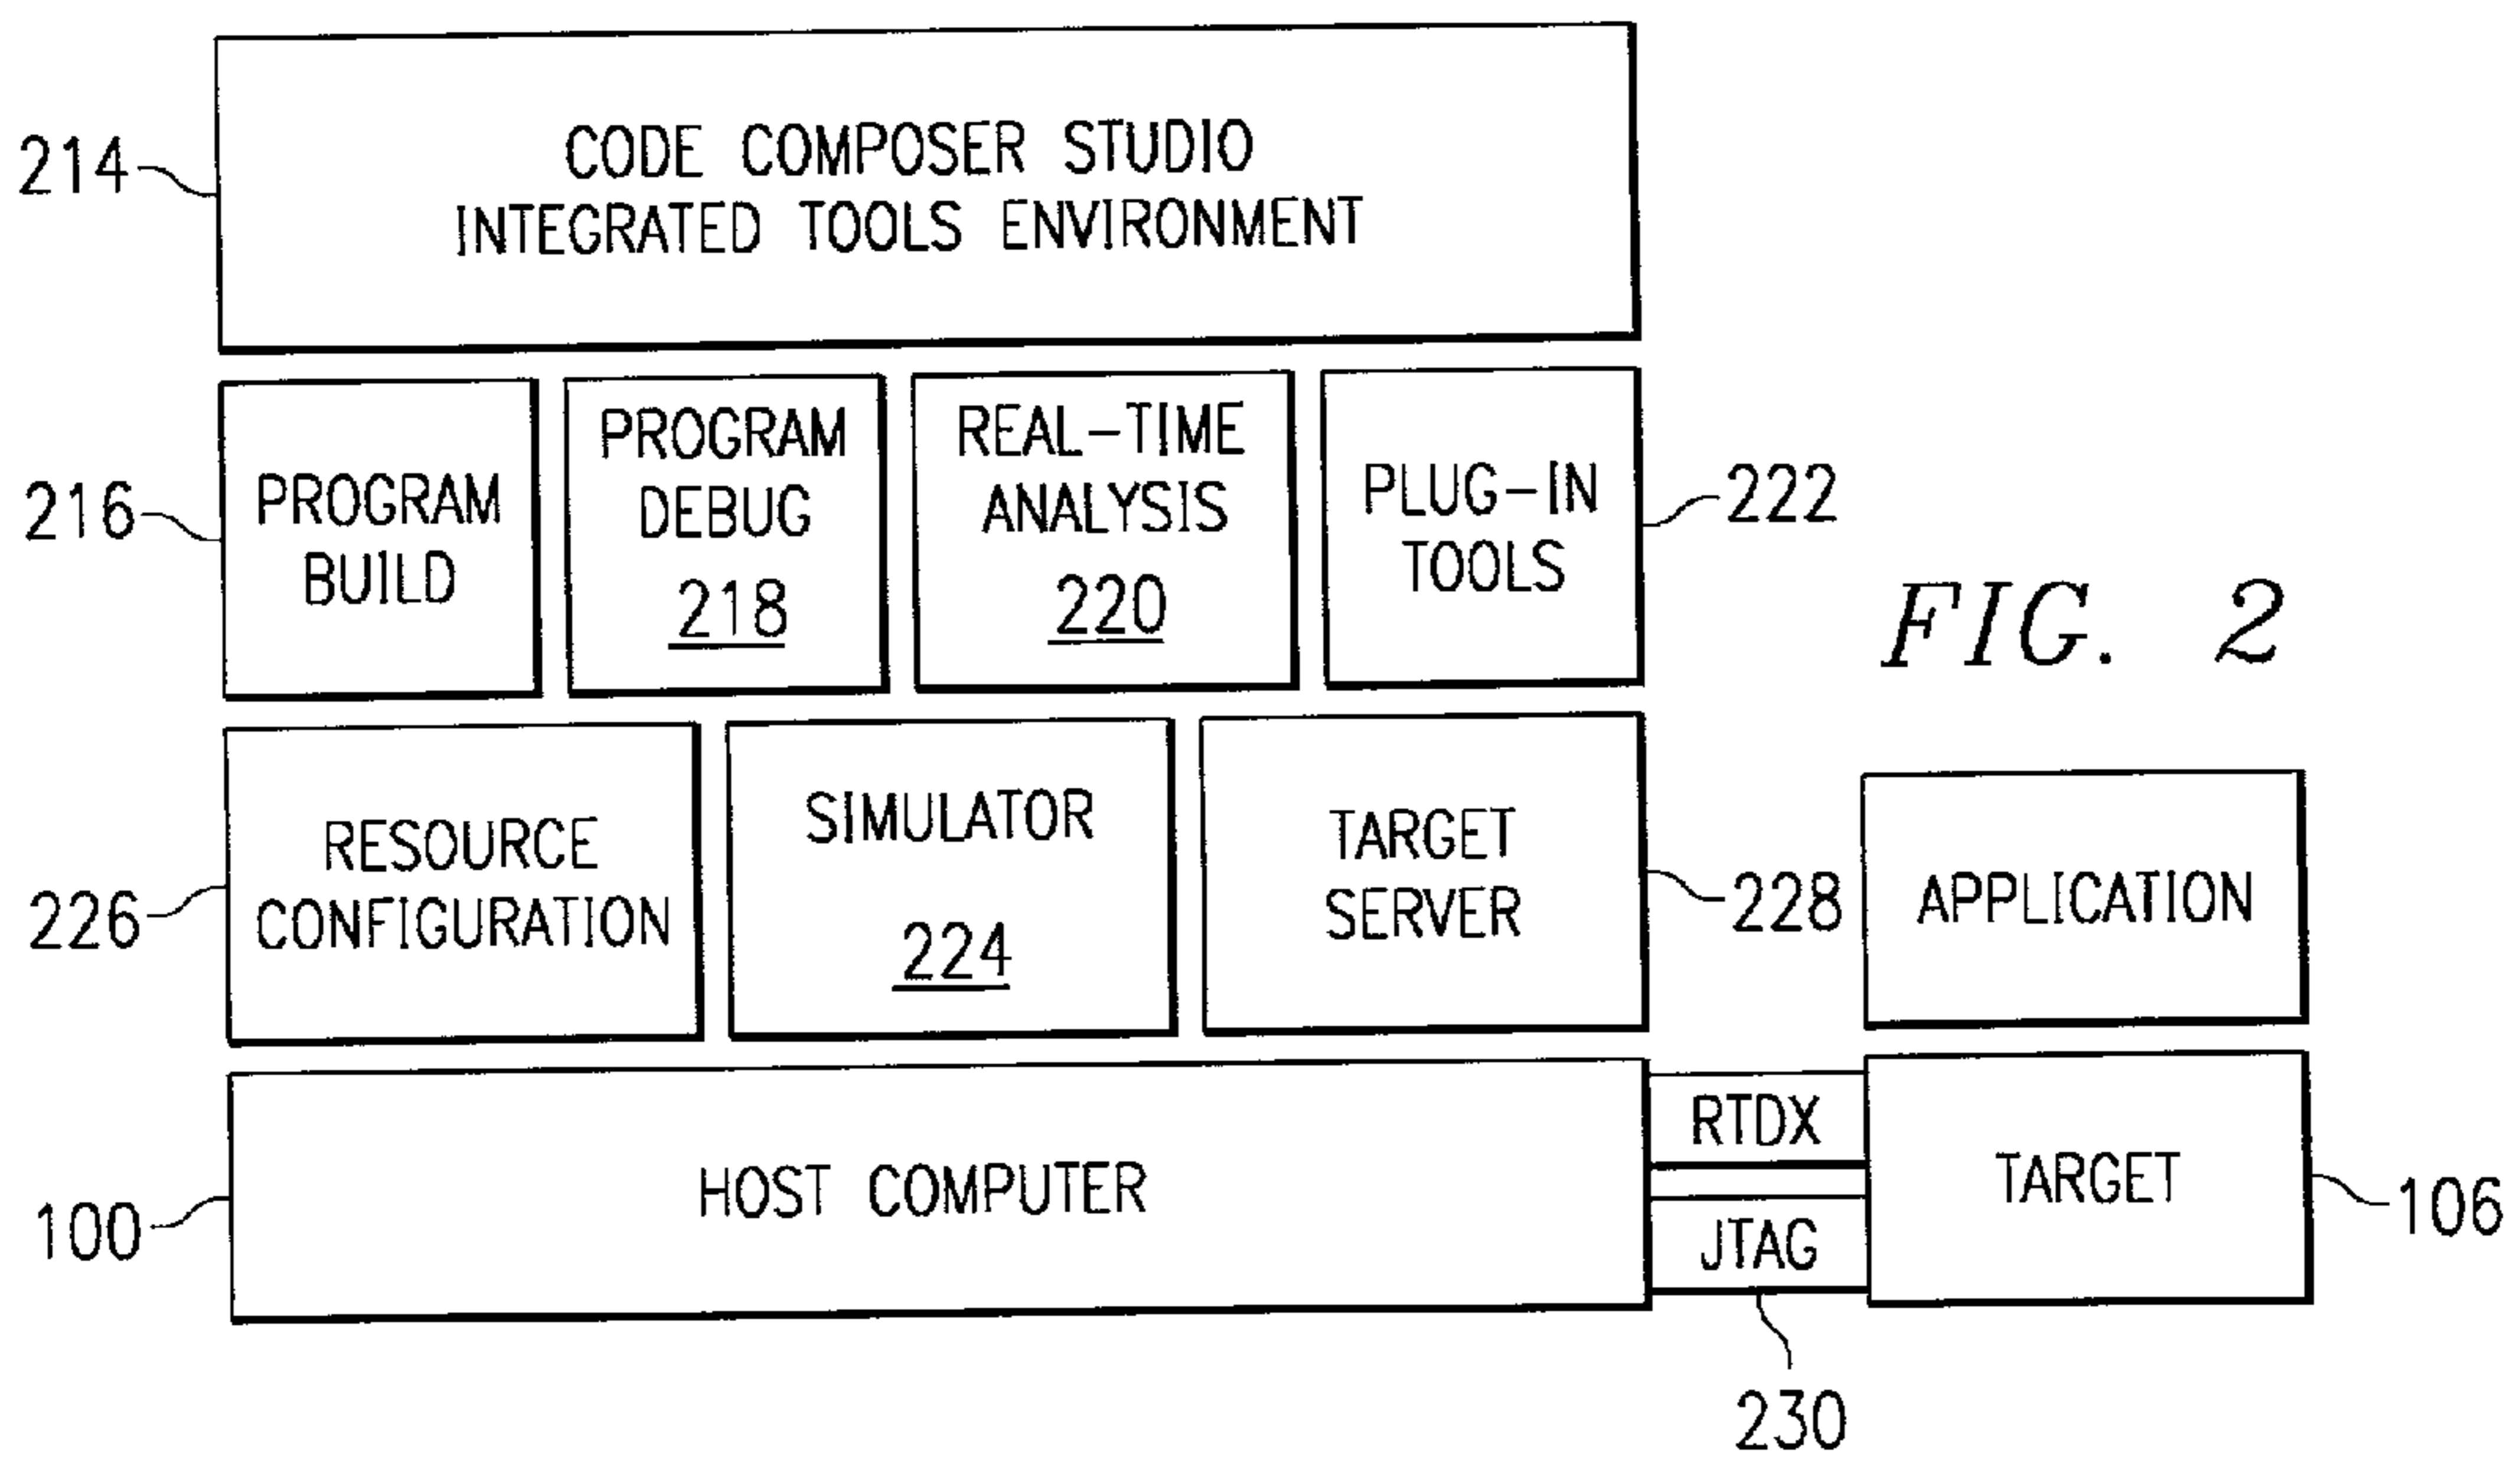 CODE COMPOSER STUDIO
INTEGRATED TOOLS ENVIRONMENT
214
216
PROGRAM
BUILD
PROGRAM
DEBUG
218
REAL-TIME
ANALYSIS
220
PLUG-IN
TOOLS
222
FIG. 2
226
RESOURCE
CONFIGURATION
SIMULATOR
224
TARGET
SERVER
228
APPLICATION
100
HOST COMPUTER
RTDX
JTAG
TARGET
106
230